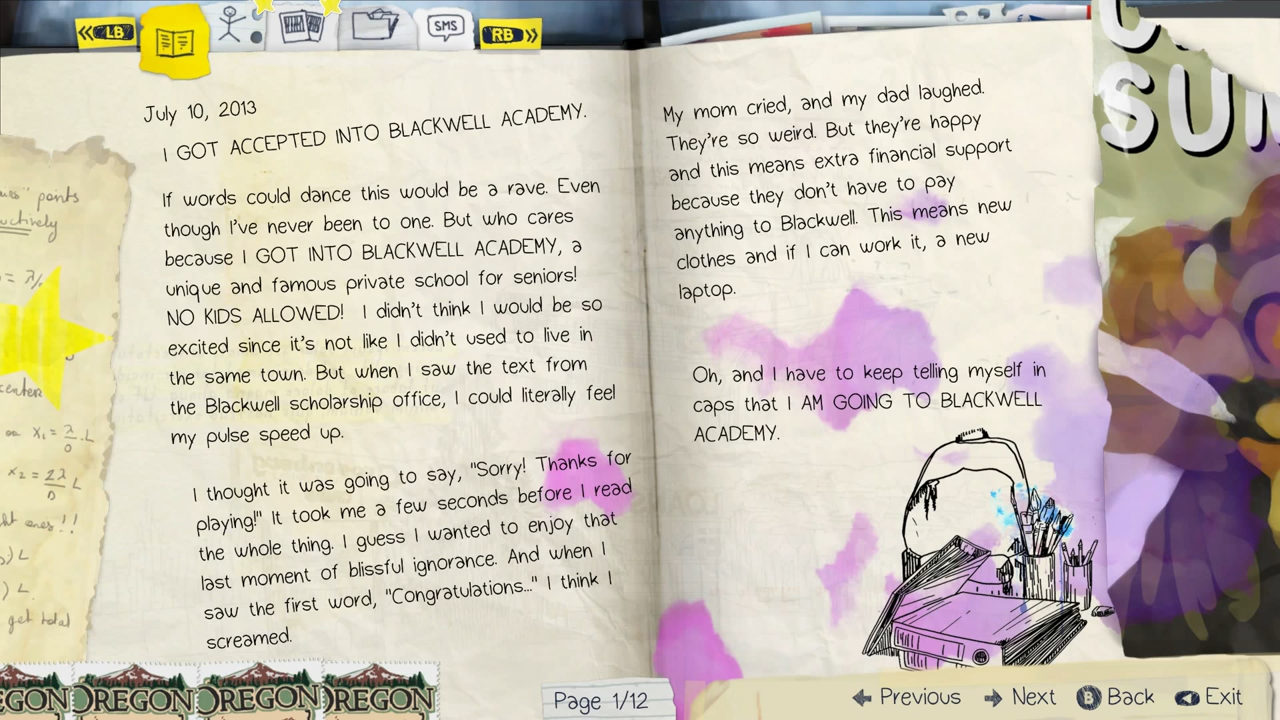 LB
SMS
RB
July 10, 2013
I GOT ACCEPTED INTO BLACKWELL ACADEMY.
If words could dance this would be a rave. Even
though I've never been to one. But who cares
because I GOT INTO BLACKWELL ACADEMY, a
unique and famous private school for seniors!
NO KIDS ALLOWED! I didn't think I would be so
excited since it's not like I didn't used to live in
the same town. But when I saw the text from
the Blackwell scholarship office, I could literally feel
my pulse speed up.
I thought it was going to say, "Sorry! Thanks for
playing!" It took me a few seconds before I read
the whole thing. I guess I wanted to enjoy that
last moment of blissful ignorance. And when I
saw the first word, "Congratulations..." I think I
screamed.
My mom cried, and my dad laughed.
They're so weird. But they're happy
and this means extra financial support
because they don't have to pay
anything to Blackwell. This means new
clothes and if I can work it, a new
laptop.
Oh, and I have to keep telling myself in
caps that I AM GOING TO BLACKWELL
ACADEMY.
points
center
x₁ = λ/D . L
x₂ = 2λ/D L
) L
) L.
get total
SU
EGON OREGON OREGON OREGON
Page 1/12
Previous Next B Back Exit